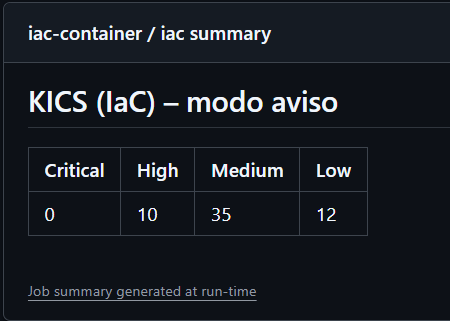 iac-container / iac summary
KICS (IaC) – modo aviso
Critical High Medium Low
0 10 35 12
Job summary generated at run-time